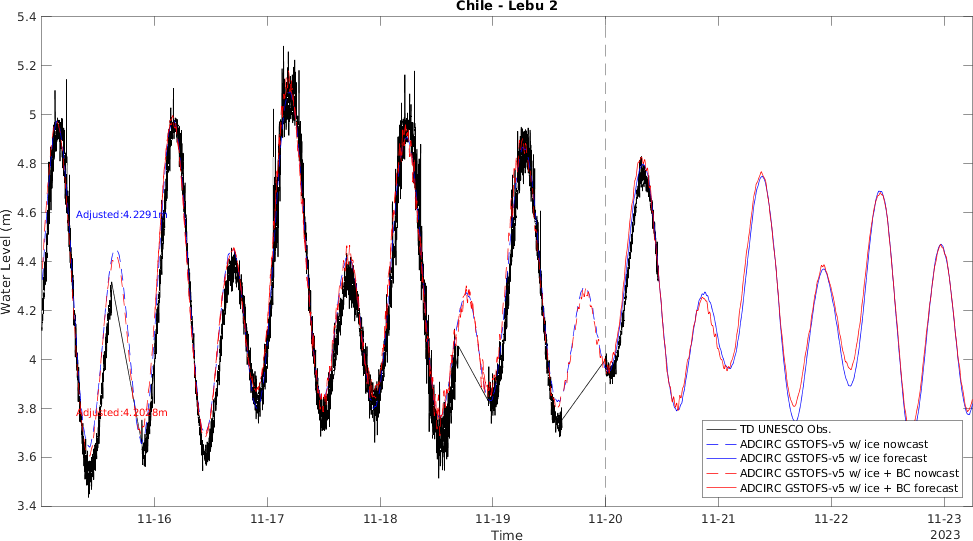 Chile - Lebu 2
5.4
5.2
5
4.8
4.6
4.4
4.2
4
3.8
3.6
3.4
Water Level (m)
Adjusted:4.2291m
Adjusted:4.2028m
TD UNESCO Obs.
ADCIRC GSTOFS-v5 w/ ice nowcast
ADCIRC GSTOFS-v5 w/ ice forecast
ADCIRC GSTOFS-v5 w/ ice + BC nowcast
ADCIRC GSTOFS-v5 w/ ice + BC forecast
11-16 11-17 11-18 11-19 11-20 11-21 11-22 11-23
Time 2023